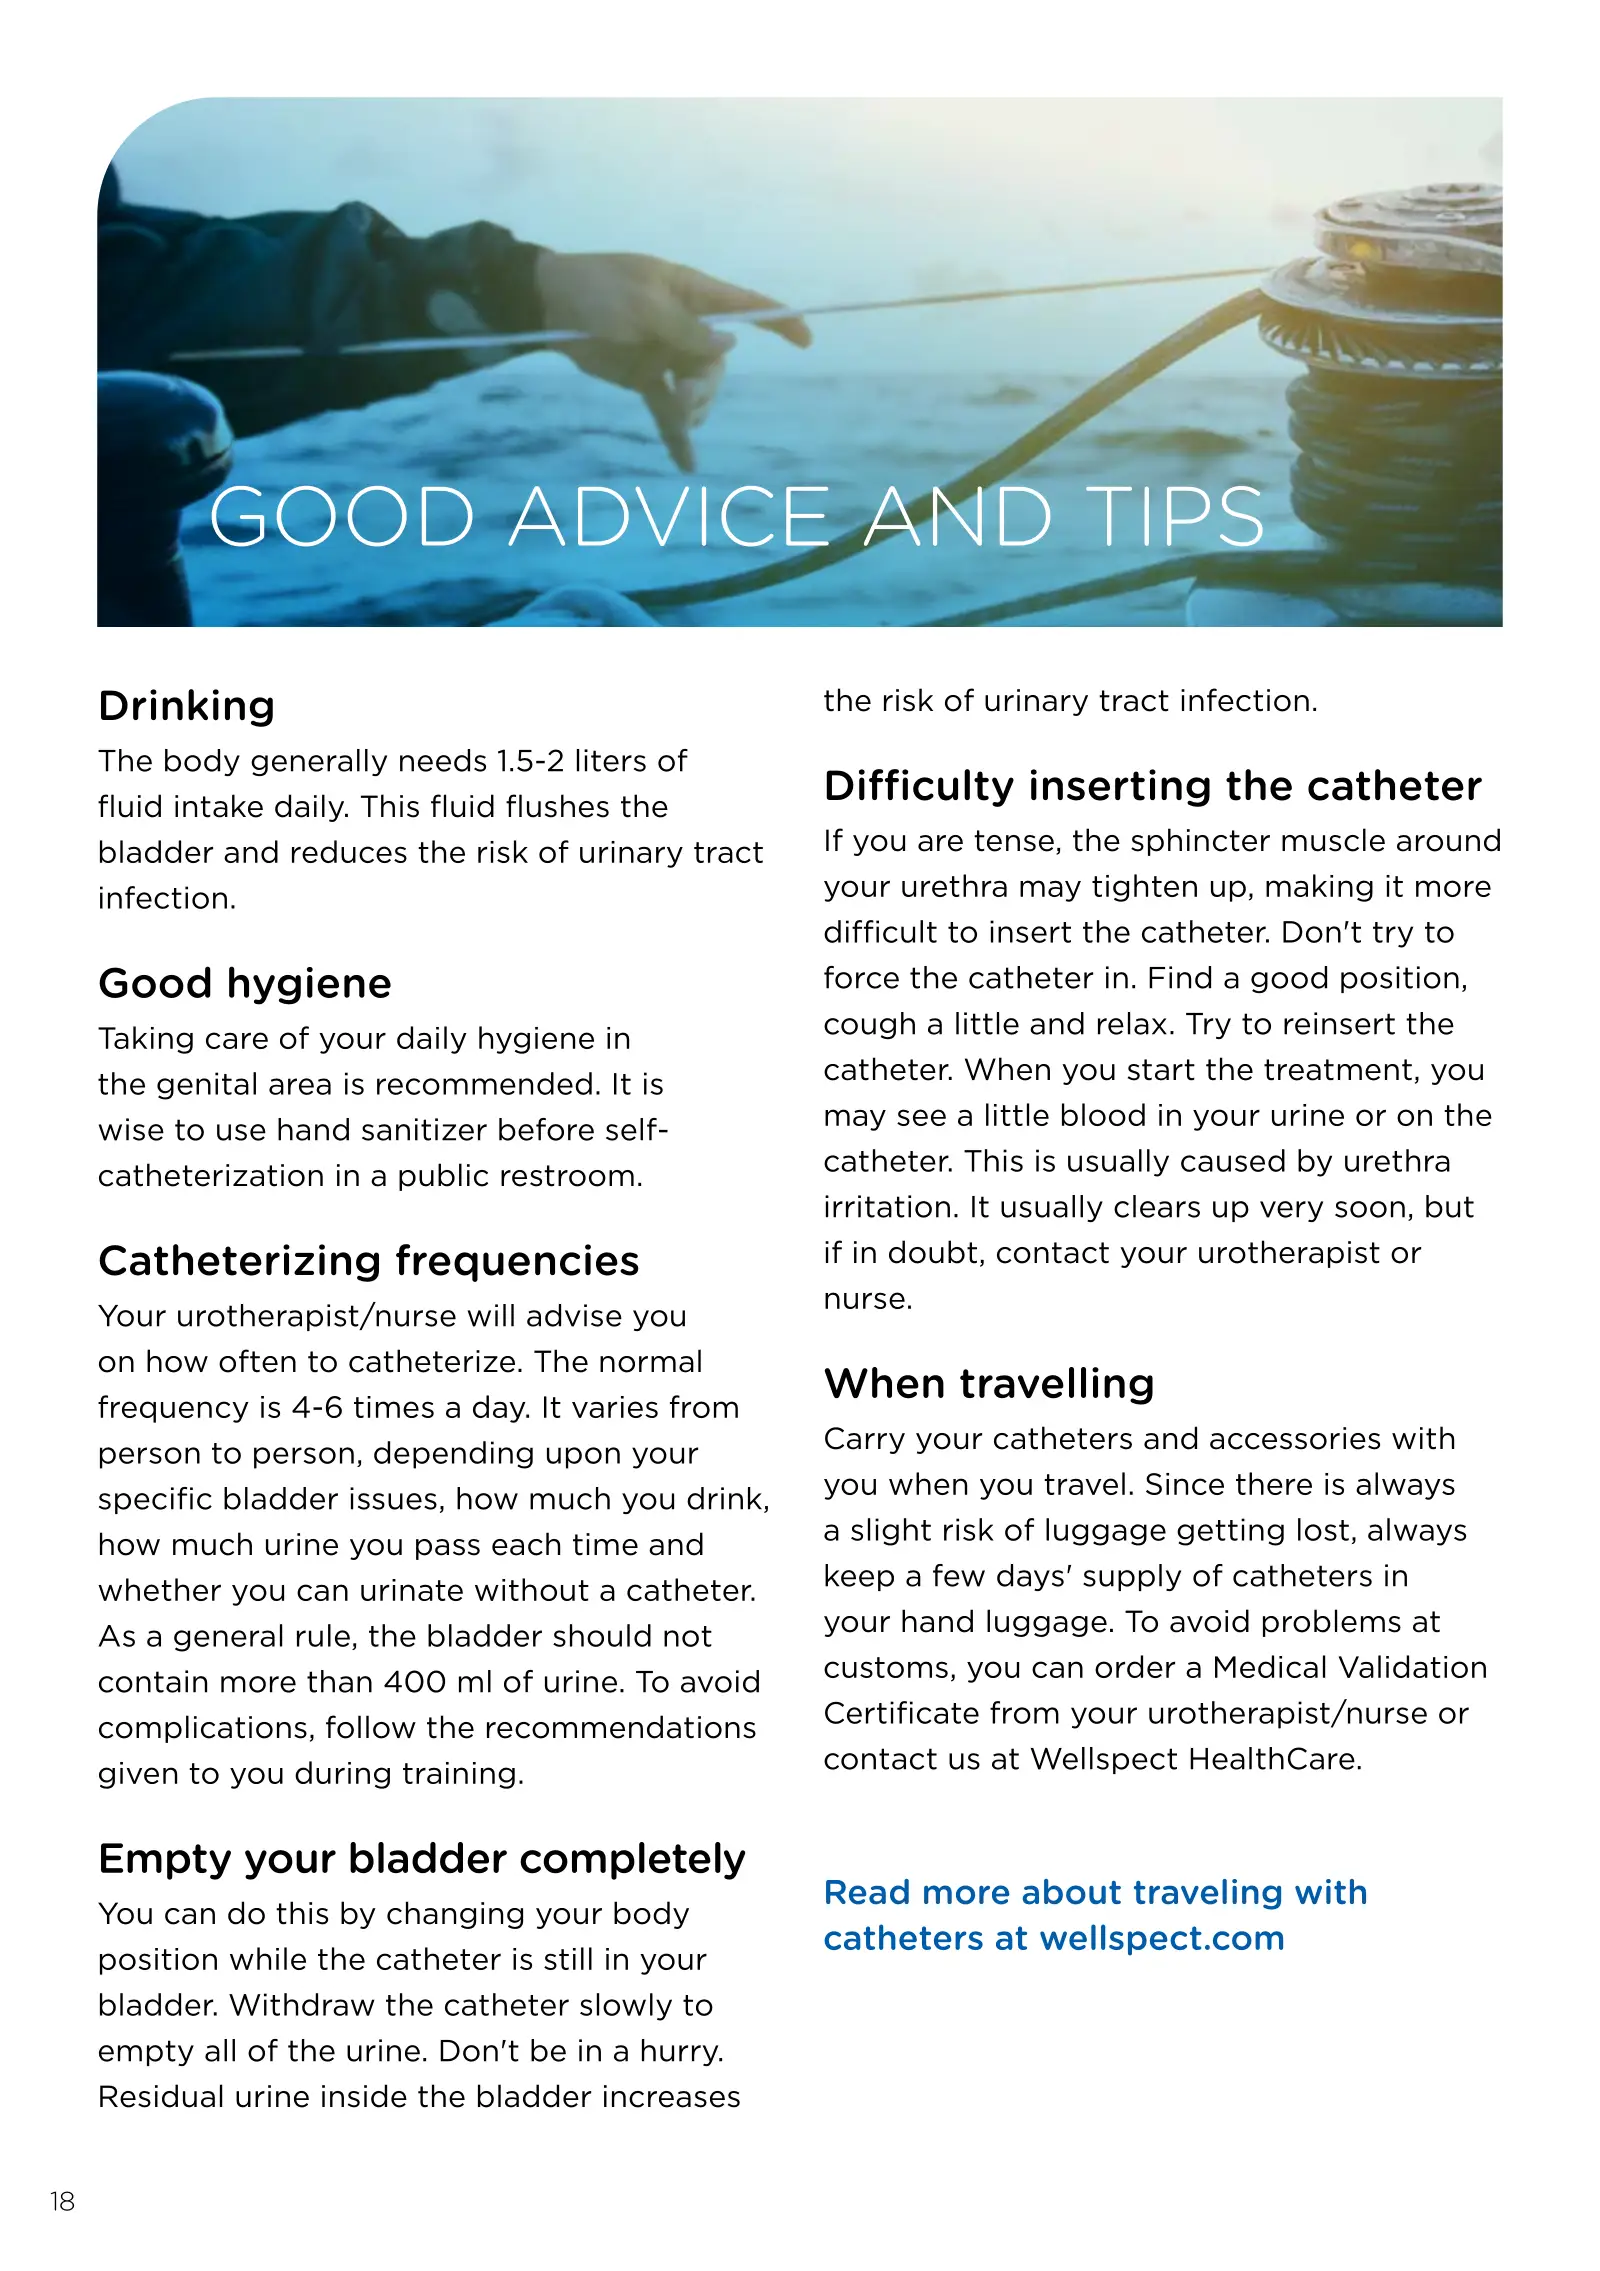 GOOD ADVICE AND TIPS
Drinking
The body generally needs 1.5-2 liters of
fluid intake daily. This fluid flushes the
bladder and reduces the risk of urinary tract
infection.
Good hygiene
Taking care of your daily hygiene in
the genital area is recommended. It is
wise to use hand sanitizer before self-
catheterization in a public restroom.
Catheterizing frequencies
Your urotherapist/nurse will advise you
on how often to catheterize. The normal
frequency is 4-6 times a day. It varies from
person to person, depending upon your
specific bladder issues, how much you drink,
how much urine you pass each time and
whether you can urinate without a catheter.
As a general rule, the bladder should not
contain more than 400 ml of urine. To avoid
complications, follow the recommendations
given to you during training.
Empty your bladder completely
You can do this by changing your body
position while the catheter is still in your
bladder. Withdraw the catheter slowly to
empty all of the urine. Don't be in a hurry.
Residual urine inside the bladder increases
the risk of urinary tract infection.
Difficulty inserting the catheter
If you are tense, the sphincter muscle around
your urethra may tighten up, making it more
difficult to insert the catheter. Don't try to
force the catheter in. Find a good position,
cough a little and relax. Try to reinsert the
catheter. When you start the treatment, you
may see a little blood in your urine or on the
catheter. This is usually caused by urethra
irritation. It usually clears up very soon, but
if in doubt, contact your urotherapist or
nurse.
When travelling
Carry your catheters and accessories with
you when you travel. Since there is always
a slight risk of luggage getting lost, always
keep a few days' supply of catheters in
your hand luggage. To avoid problems at
customs, you can order a Medical Validation
Certificate from your urotherapist/nurse or
contact us at Wellspect HealthCare.
Read more about traveling with
catheters at wellspect.com
18